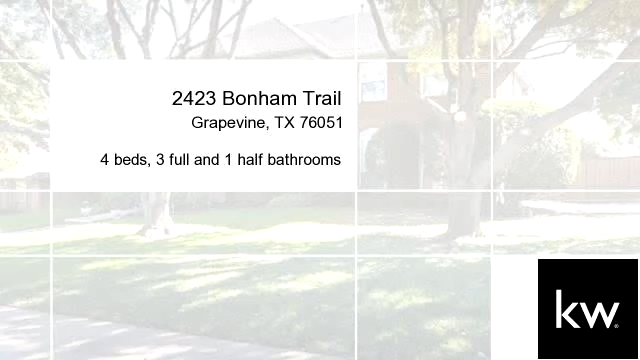 2423 Bonham Trail
Grapevine, TX 76051
4 beds, 3 full and 1 half bathrooms
kw